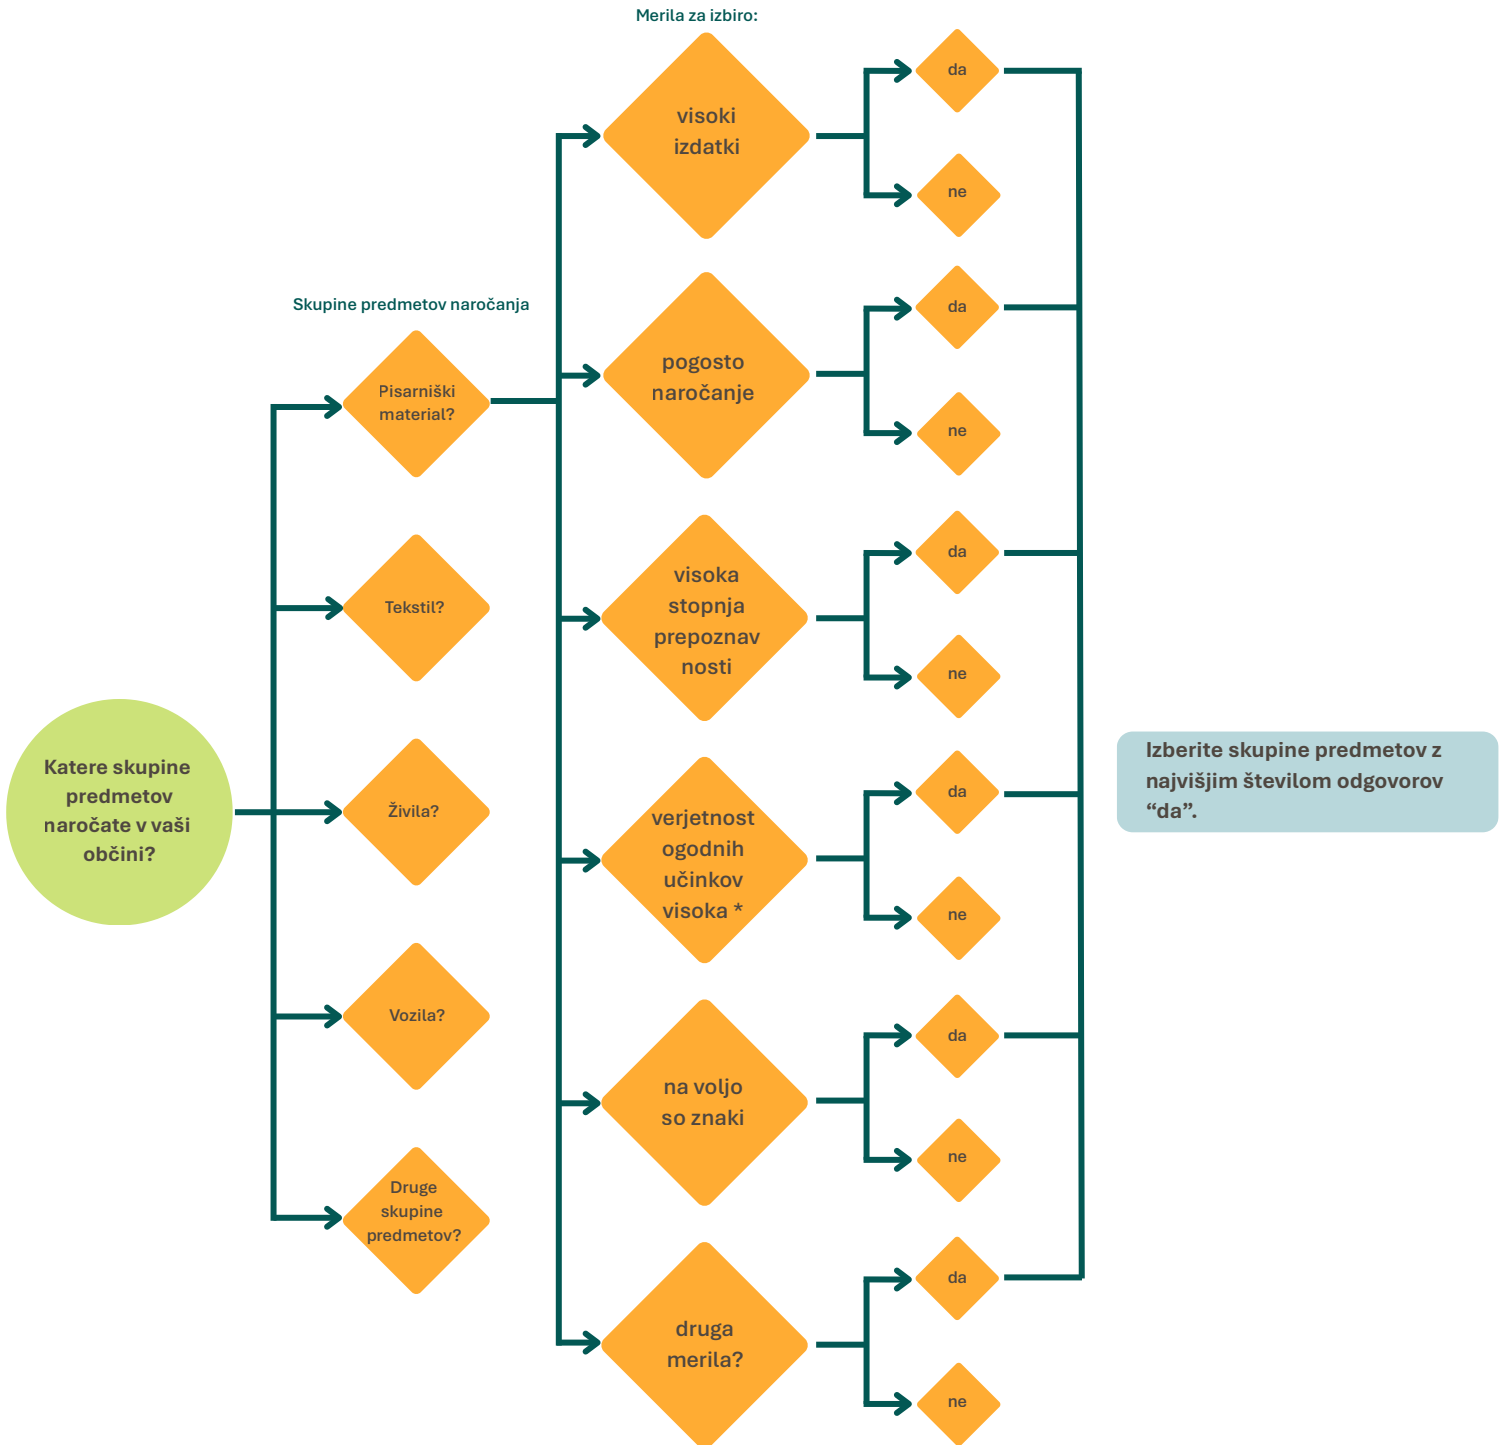 Merila za izbiro:
visoki
izdatki
da
ne
Skupine predmetov naročanja
pogosto
naročanje
da
ne
Pisarniški
material?
visoka
stopnja
prepoznav
nosti
da
ne
Tekstil?
Katere skupine
predmetov
naročate v vaši
občini?
Živila?
verjetnost
ogodnih
učinkov
visoka *
da
ne
Izberite skupine predmetov z
najvišjim številom odgovorov
“da”.
Vozila?
na voljo
so znaki
da
ne
Druge
skupine
predmetov?
druga
merila?
da
ne